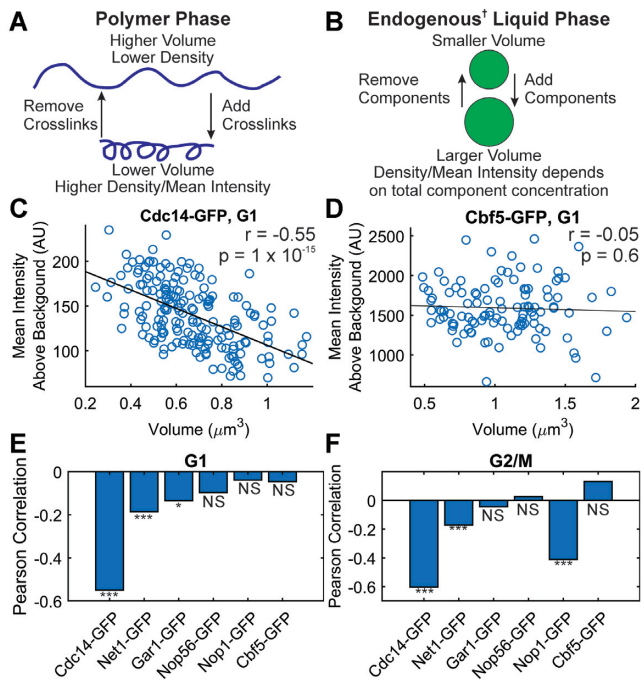 A
Polymer Phase
Higher Volume
Lower Density
Remove
Crosslinks
Add
Crosslinks
Lower Volume
Higher Density/Mean Intensity
B
Endogenous† Liquid Phase
Smaller Volume
Remove
Components
Add
Components
Larger Volume
Density/Mean Intensity depends
on total component concentration
C
Cdc14-GFP, G1
r = -0.55
p = 1 x 10^-15
Mean Intensity
Above Backgound (AU)
200
150
100
0.2 0.4 0.6 0.8 1
Volume (μm³)
D
Cbf5-GFP, G1
r = -0.05
p = 0.6
Mean Intensity
Above Backgound (AU)
2500
2000
1500
1000
0.5 1 1.5 2
Volume (μm³)
E
G1
Pearson Correlation
0
-0.2
-0.4
-0.6
***
***
*
NS
NS
NS
Cdc14-GFP
Net1-GFP
Gar1-GFP
Nop56-GFP
Nop1-GFP
Cbf5-GFP
F
G2/M
Pearson Correlation
0
-0.2
-0.4
-0.6
***
***
NS
NS
***
NS
Cdc14-GFP
Net1-GFP
Gar1-GFP
Nop56-GFP
Nop1-GFP
Cbf5-GFP